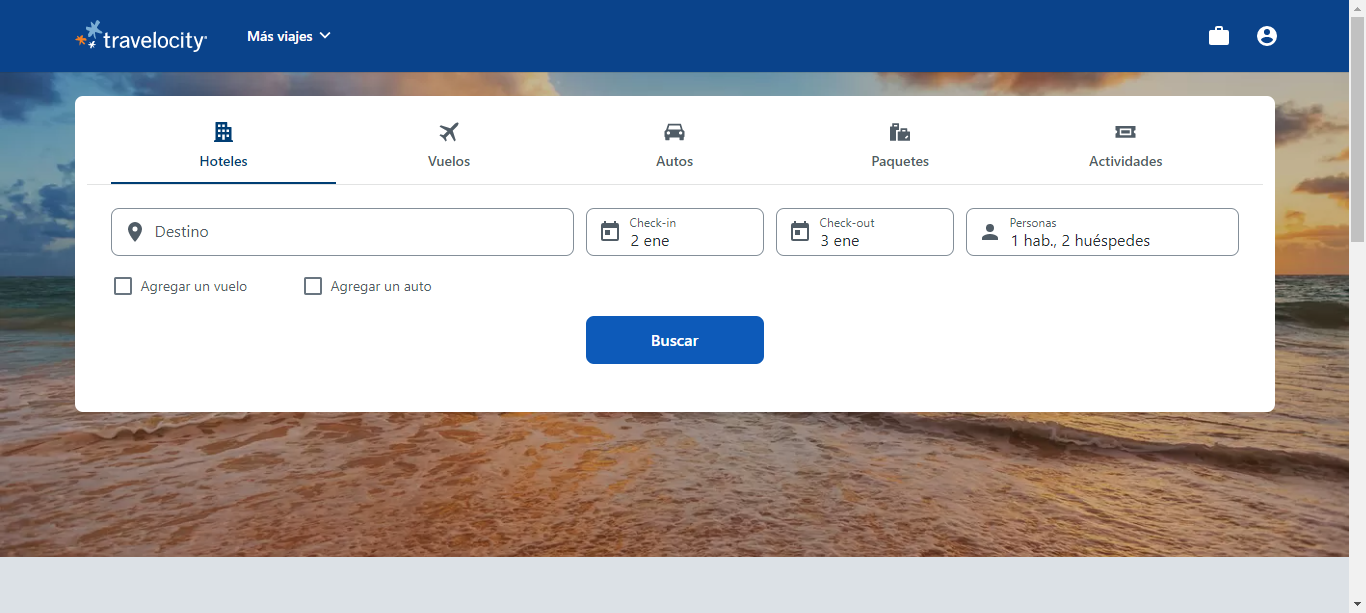 travelocity
Más viajes
Hoteles
Vuelos
Autos
Paquetes
Actividades
Destino
Check-in
2 ene
Check-out
3 ene
Personas
1 hab., 2 huéspedes
Agregar un vuelo
Agregar un auto
Buscar